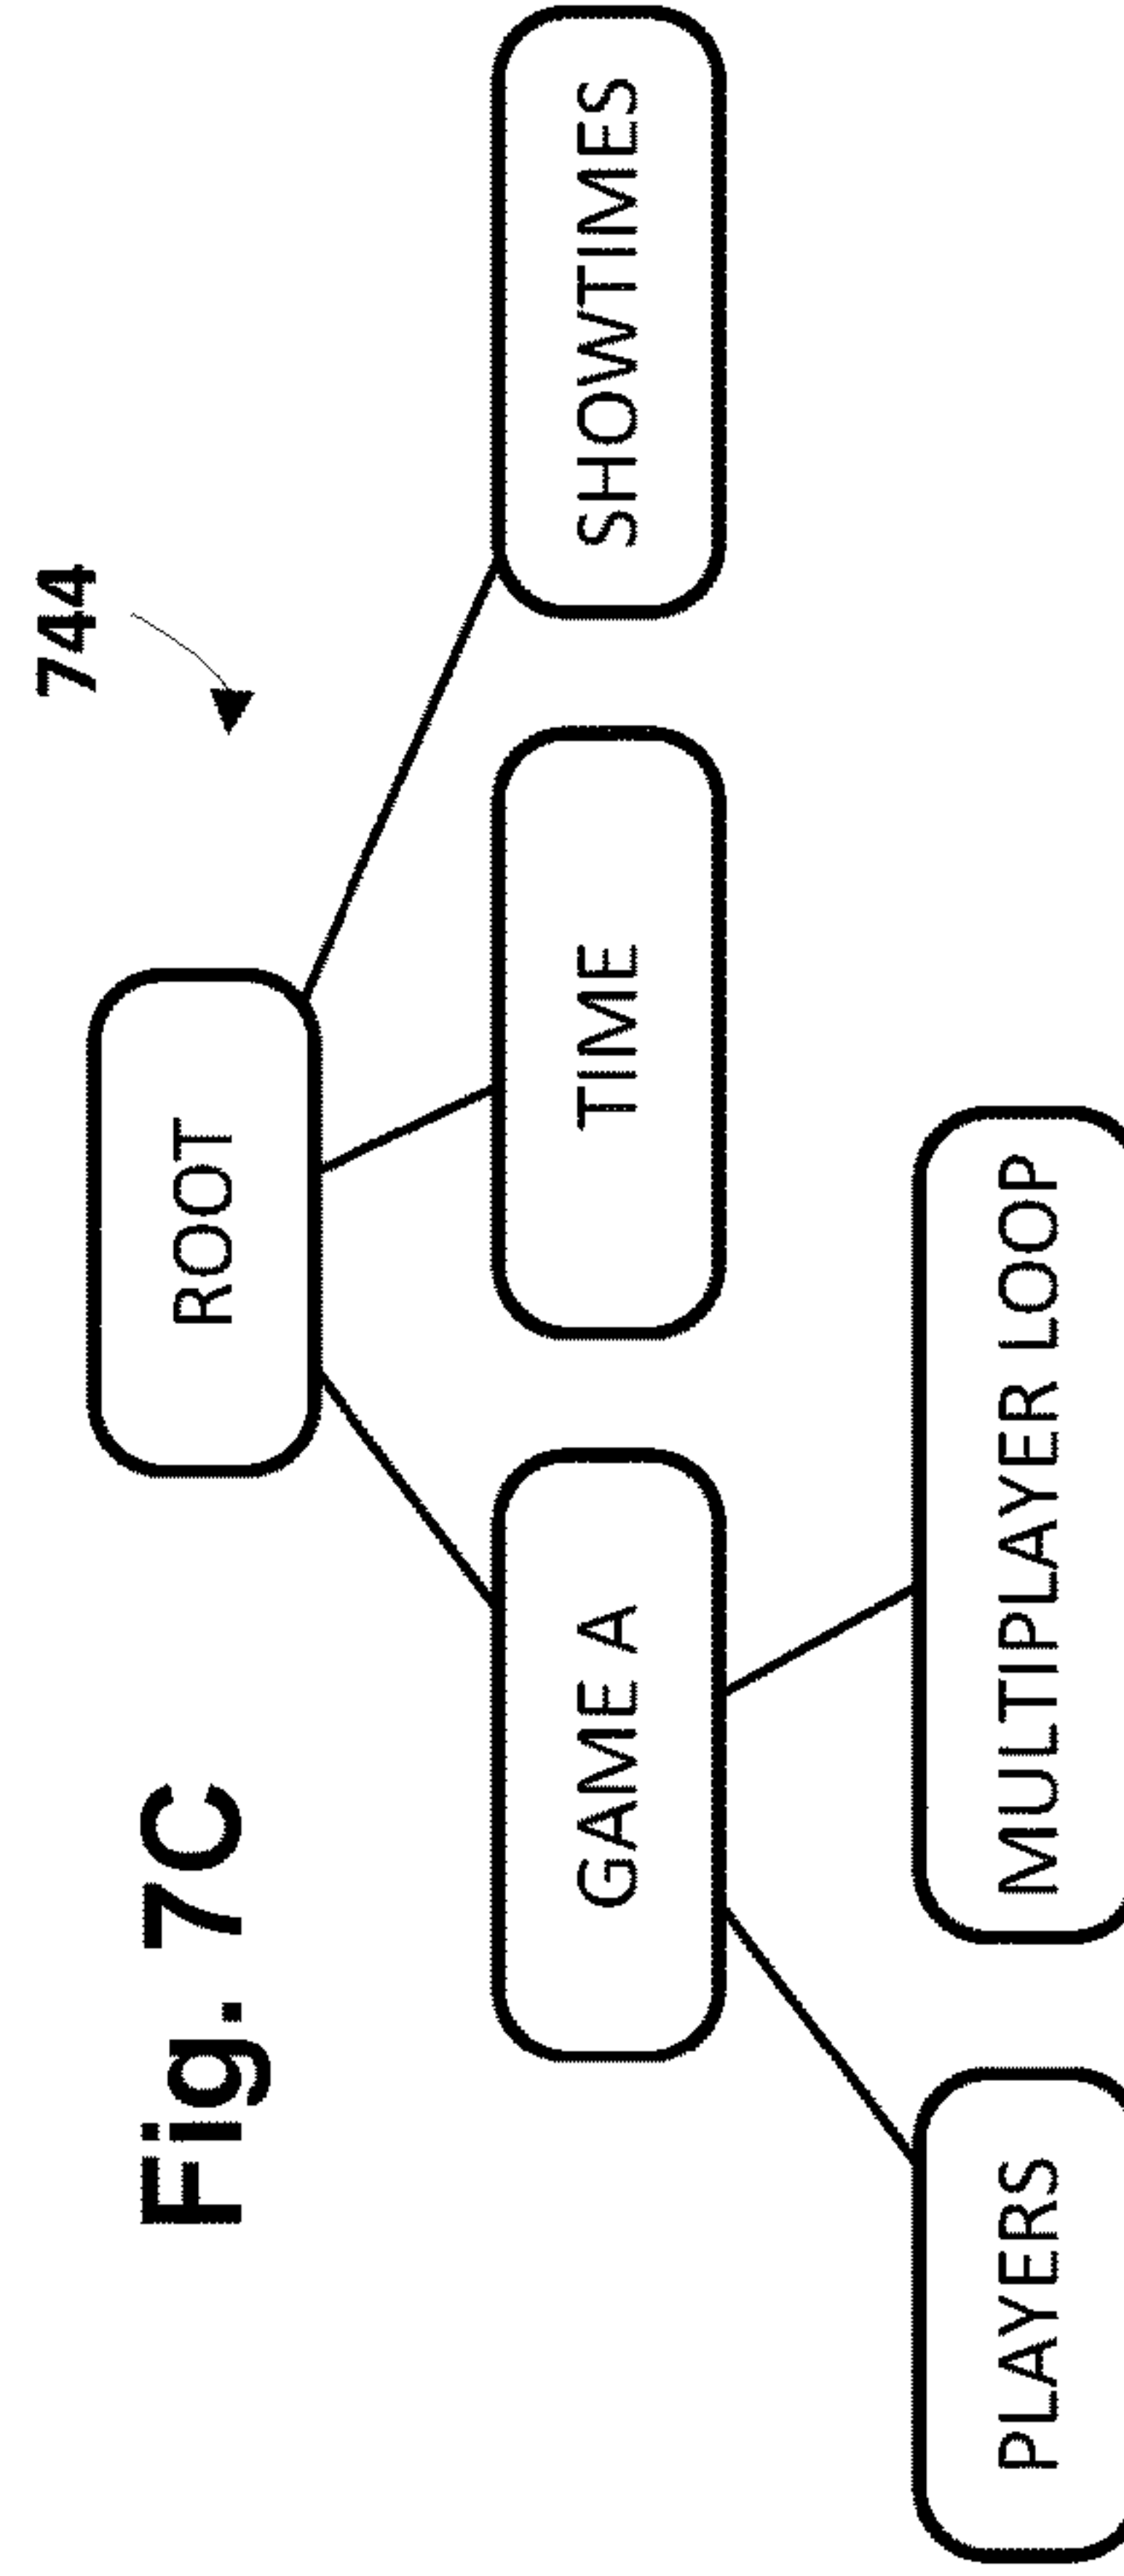 Fig. 7C
744
ROOT
GAME A
TIME
SHOWTIMES
PLAYERS
MULTIPLAYER LOOP